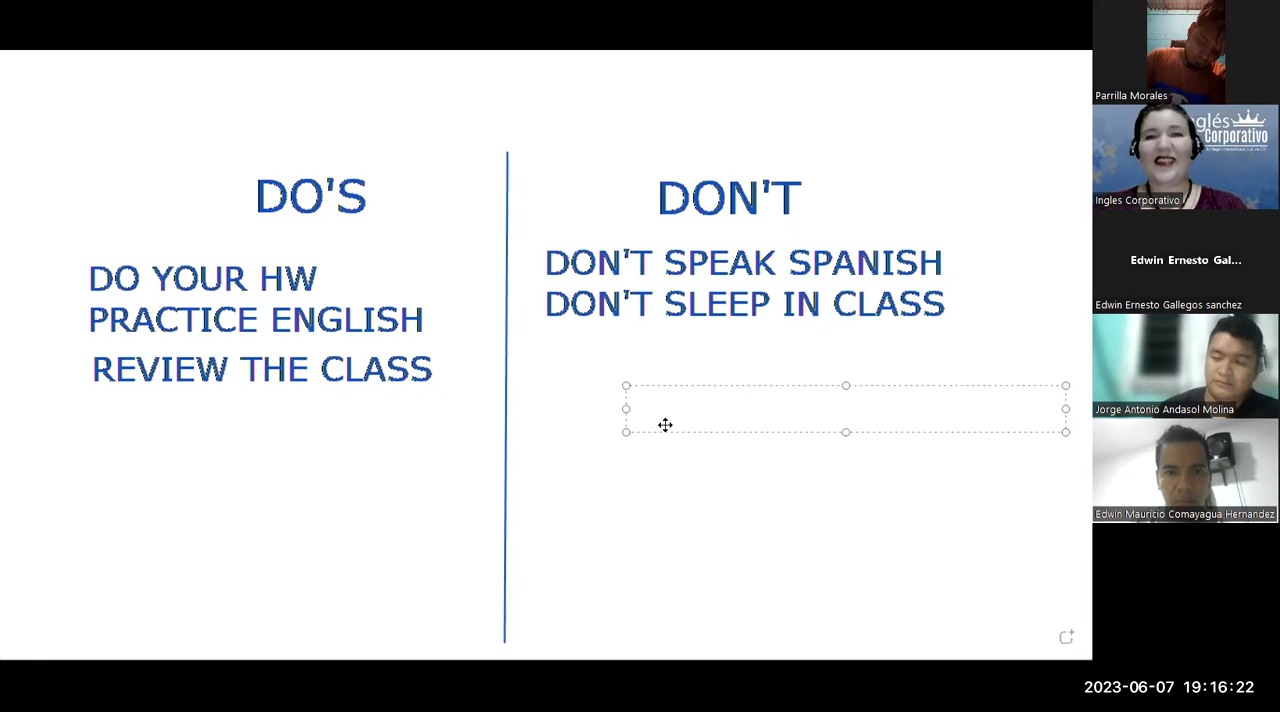 DO'S
DO YOUR HW
PRACTICE ENGLISH
REVIEW THE CLASS
DON'T
DON'T SPEAK SPANISH
DON'T SLEEP IN CLASS
Parrilla Morales
nglés
Corporativo
Ingles Corporativo
Edwin Ernesto Gal...
Edwin Ernesto Gallegos sanchez
Jorge Antonio Andasol Molina
Edwin Mauricio Comayagua Hernandez
2023-06-07 19:16:22